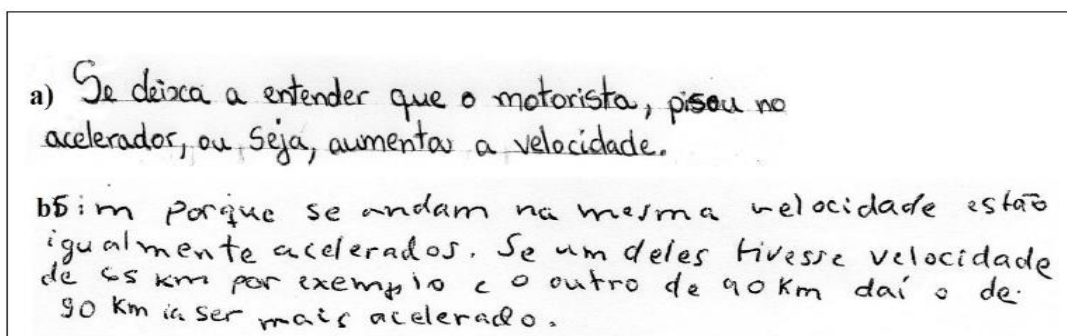 a) Se deixa a entender que o motorista, pisou no
acelerador, ou seja, aumentou a velocidade.
b) Sim porque se andam na mesma velocidade estão
igualmente acelerados. Se um deles tivesse velocidade
de 65 km por exemplo e o outro de 90 Km daí o de
90 Km ia ser mais acelerado.